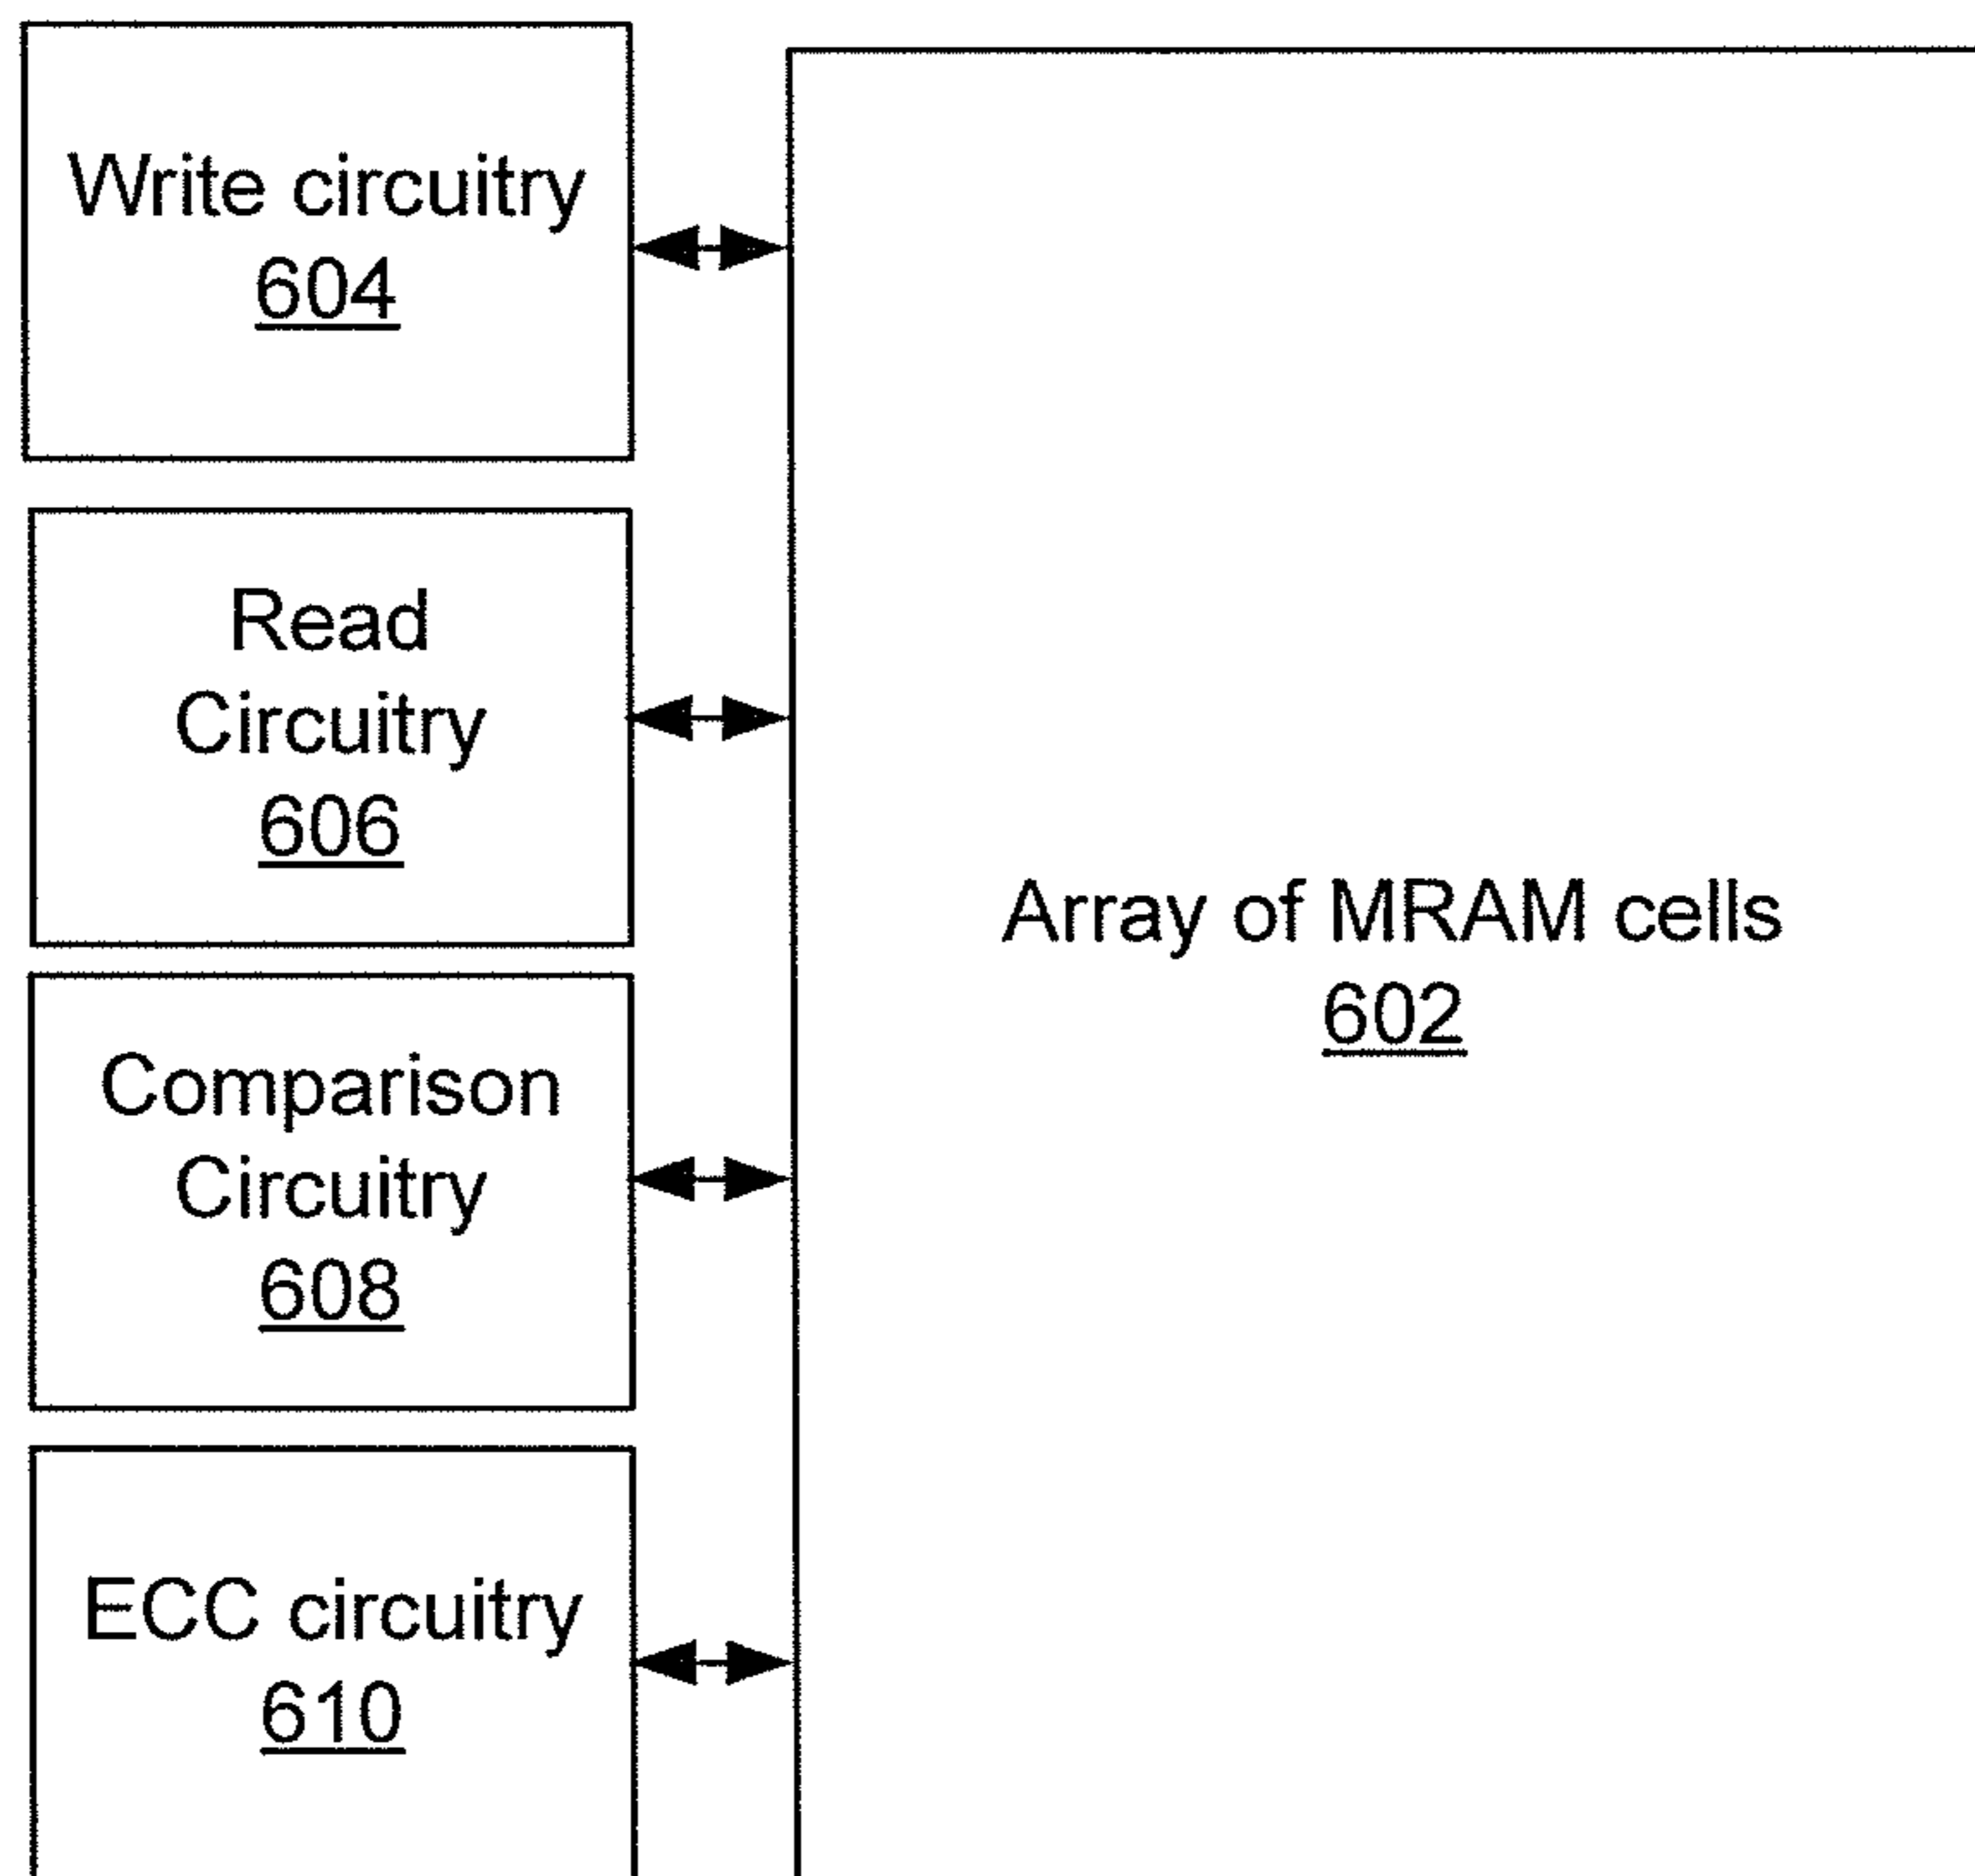 Write circuitry
604
Read
Circuitry
606
Comparison
Circuitry
608
ECC circuitry
610
Array of MRAM cells
602